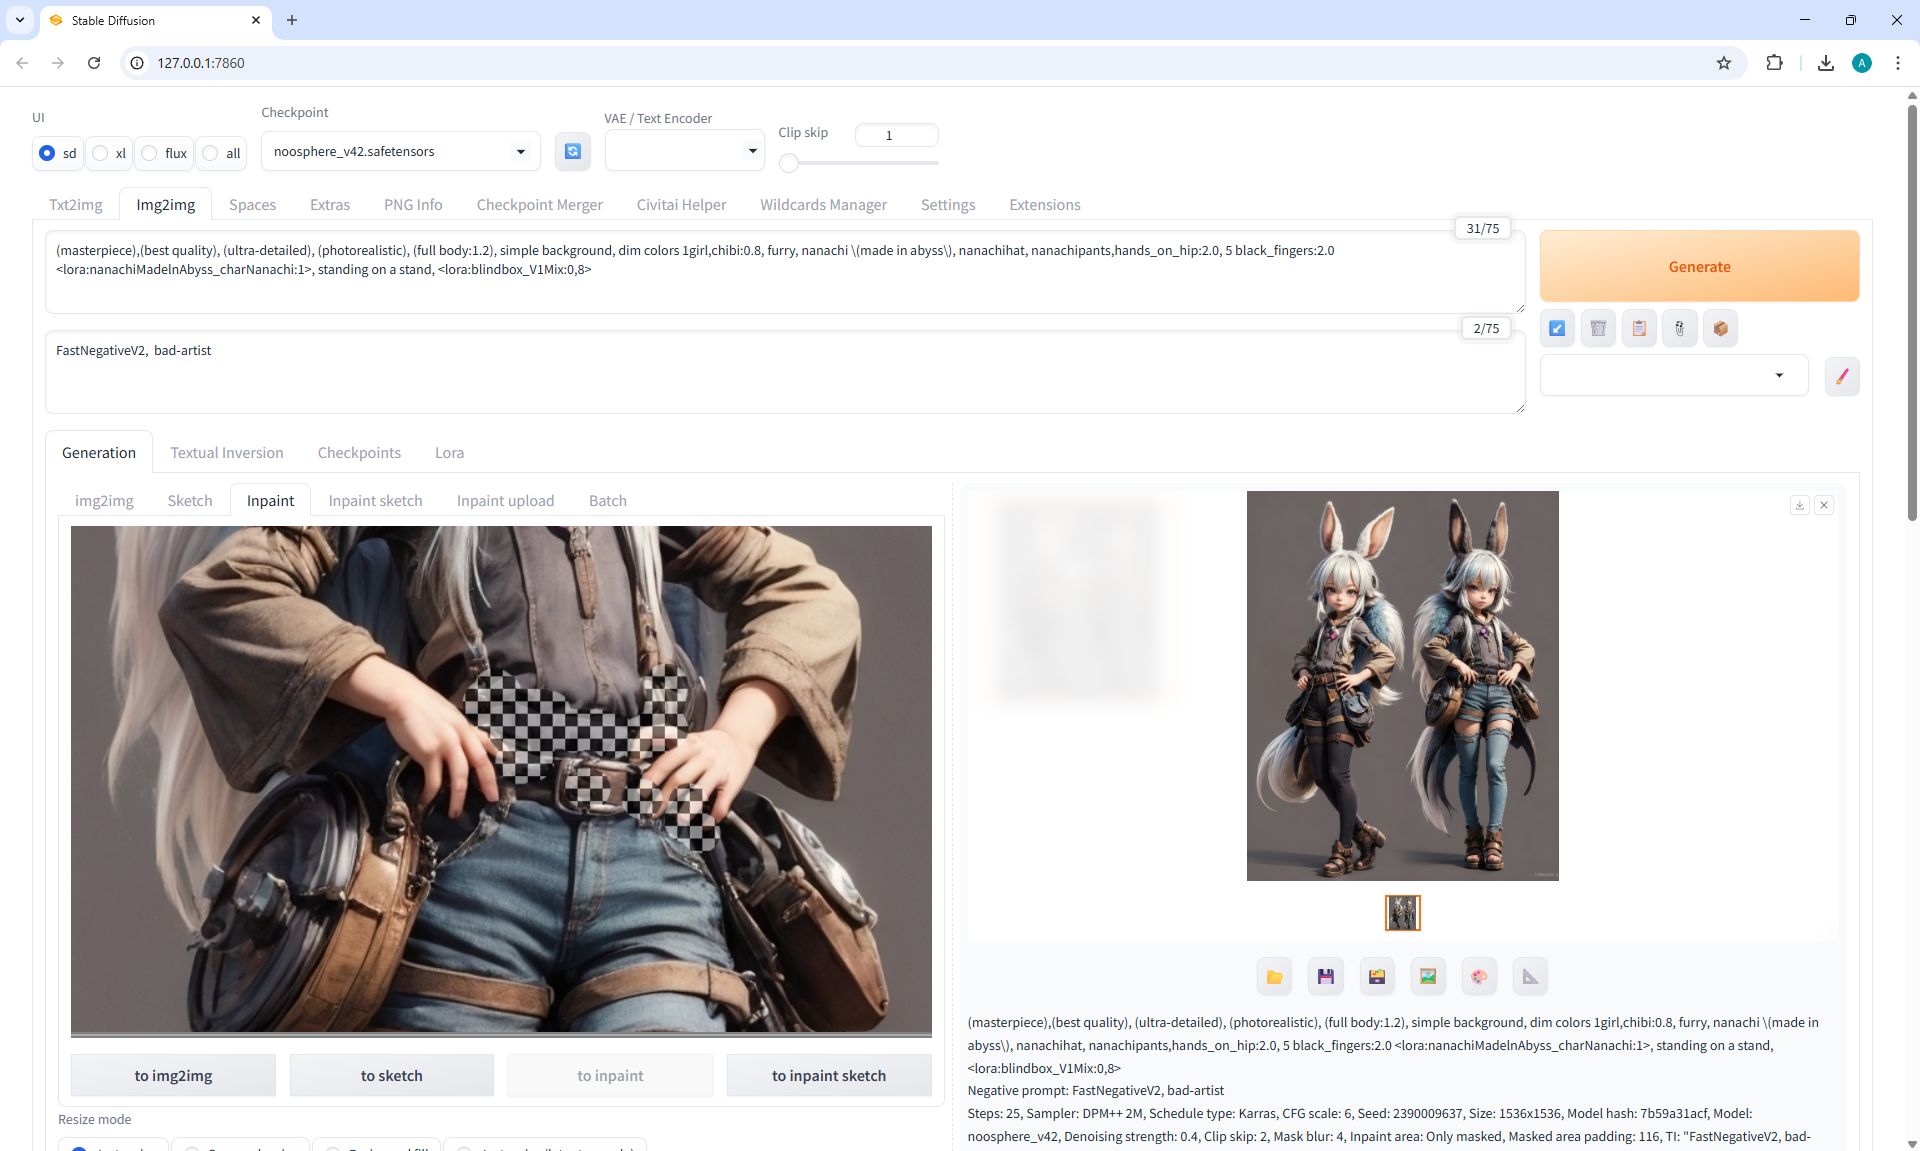 Stable Diffusion
127.0.0.1:7860
A
UI
sd
xl
flux
all
Checkpoint
noosphere_v42.safetensors
VAE / Text Encoder
Clip skip
1
Txt2img
Img2img
Spaces
Extras
PNG Info
Checkpoint Merger
Civitai Helper
Wildcards Manager
Settings
Extensions
31/75
(masterpiece),(best quality), (ultra-detailed), (photorealistic), (full body:1.2), simple background, dim colors 1girl,chibi:0.8, furry, nanachi \(made in abyss\), nanachihat, nanachipants,hands_on_hip:2.0, 5 black_fingers:2.0
<lora:nanachiMadeInAbyss_charNanachi:1>, standing on a stand, <lora:blindbox_V1Mix:0,8>
Generate
2/75
FastNegativeV2, bad-artist
Generation
Textual Inversion
Checkpoints
Lora
img2img
Sketch
Inpaint
Inpaint sketch
Inpaint upload
Batch
to img2img
to sketch
to inpaint
to inpaint sketch
Resize mode
(masterpiece),(best quality), (ultra-detailed), (photorealistic), (full body:1.2), simple background, dim colors 1girl,chibi:0.8, furry, nanachi \(made in
abyss\), nanachihat, nanachipants,hands_on_hip:2.0, 5 black_fingers:2.0 <lora:nanachiMadeInAbyss_charNanachi:1>, standing on a stand,
<lora:blindbox_V1Mix:0,8>
Negative prompt: FastNegativeV2, bad-artist
Steps: 25, Sampler: DPM++ 2M, Schedule type: Karras, CFG scale: 6, Seed: 2390009637, Size: 1536x1536, Model hash: 7b59a31acf, Model:
noosphere_v42, Denoising strength: 0.4, Clip skip: 2, Mask blur: 4, Inpaint area: Only masked, Masked area padding: 116, TI: "FastNegativeV2, bad-